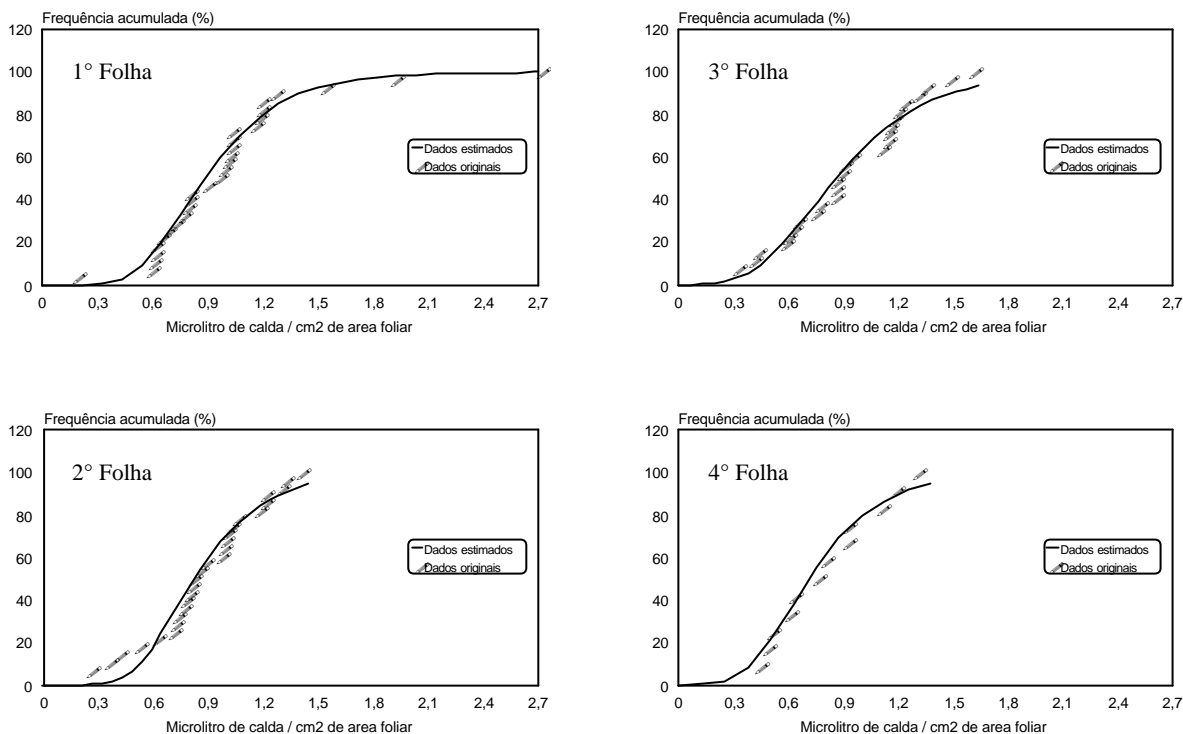 Frequência acumulada (%)
120
100
80
60
40
20
0
1° Folha
Dados estimados
Dados originais
0 0,3 0,6 0,9 1,2 1,5 1,8 2,1 2,4 2,7
Microlitro de calda / cm2 de area foliar
Frequência acumulada (%)
120
100
80
60
40
20
0
3° Folha
Dados estimados
Dados originais
0 0,3 0,6 0,9 1,2 1,5 1,8 2,1 2,4 2,7
Microlitro de calda / cm2 de area foliar
Frequência acumulada (%)
120
100
80
60
40
20
0
2° Folha
Dados estimados
Dados originais
0 0,3 0,6 0,9 1,2 1,5 1,8 2,1 2,4 2,7
Microlitro de calda / cm2 de area foliar
Frequência acumulada (%)
120
100
80
60
40
20
0
4° Folha
Dados estimados
Dados originais
0 0,3 0,6 0,9 1,2 1,5 1,8 2,1 2,4 2,7
Microlitro de calda / cm2 de area foliar